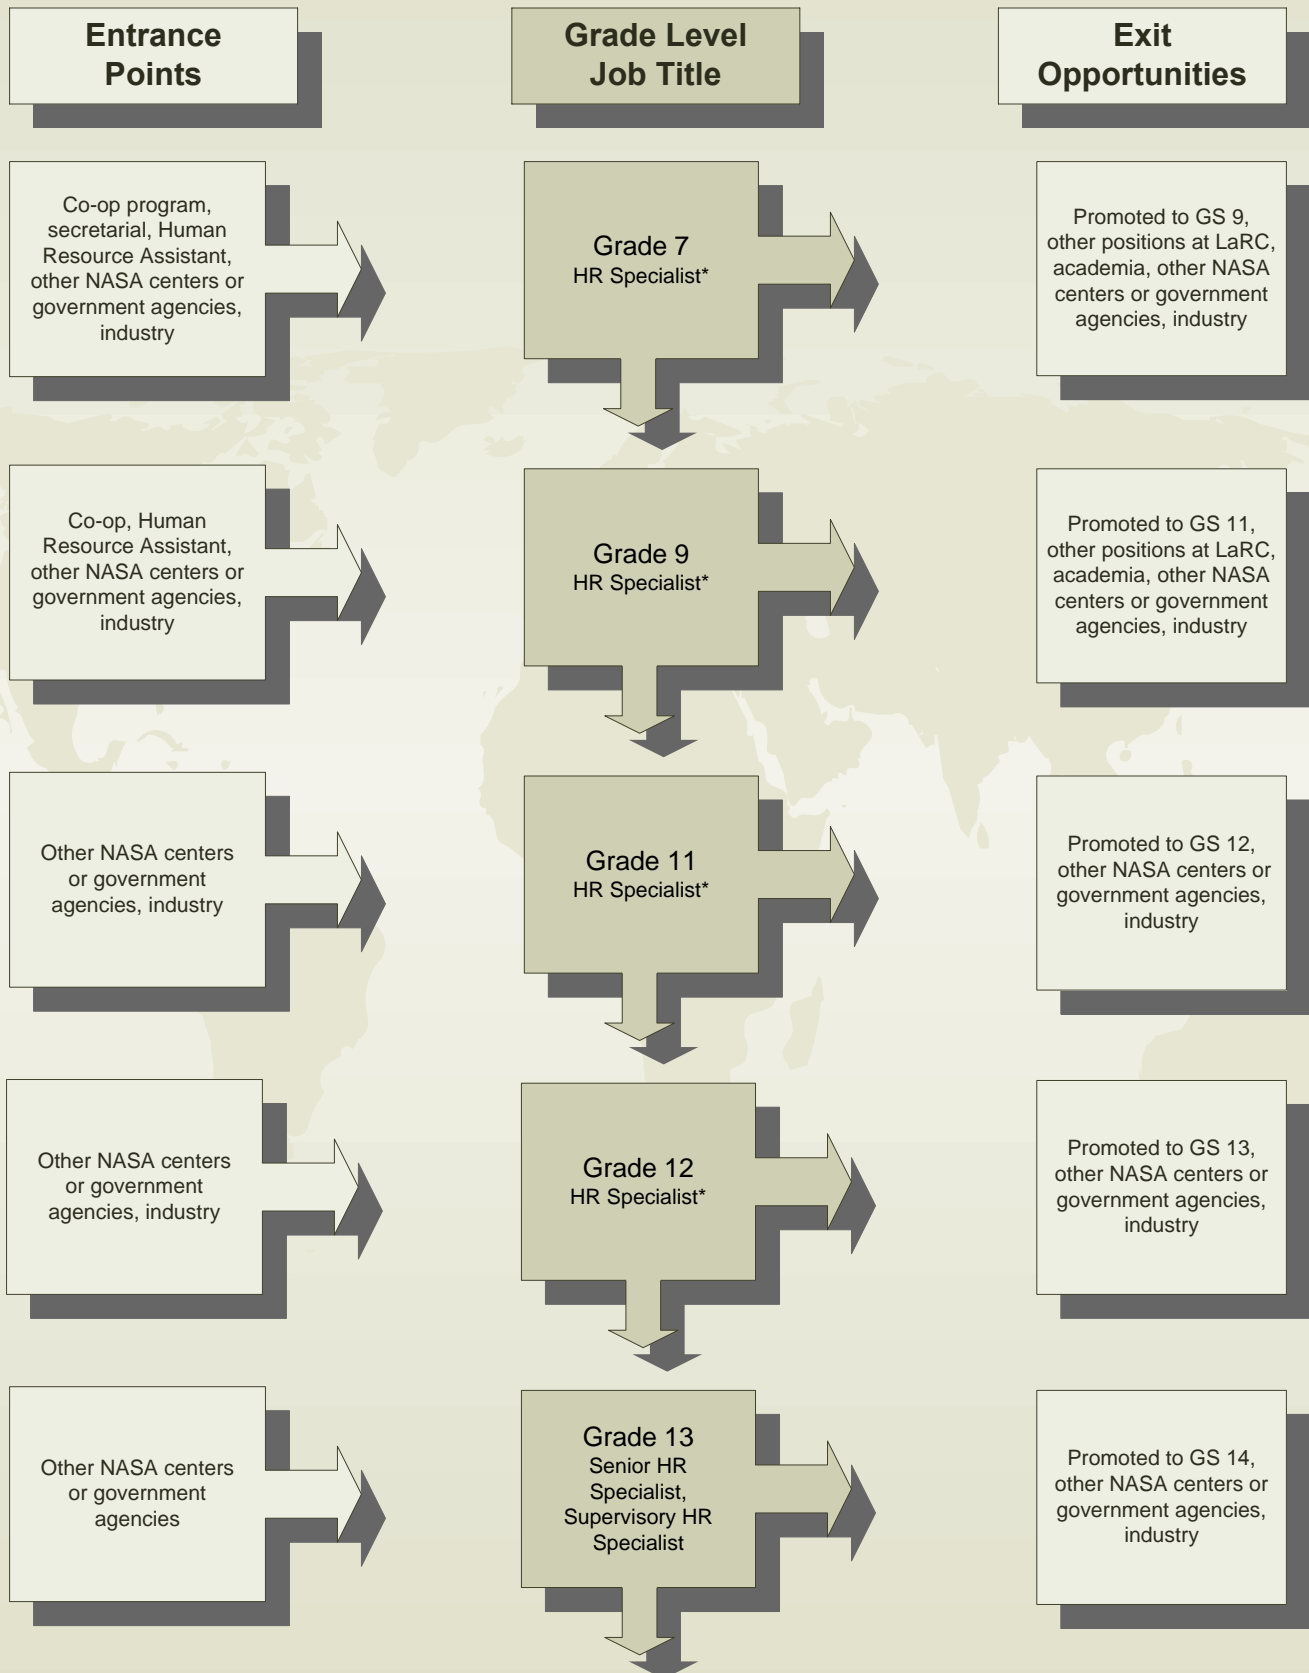 Entrance
Points
Grade Level
Job Title
Exit
Opportunities
Co-op program,
secretarial, Human
Resource Assistant,
other NASA centers or
government agencies,
industry
Grade 7
HR Specialist*
Promoted to GS 9,
other positions at LaRC,
academia, other NASA
centers or government
agencies, industry
Co-op, Human
Resource Assistant,
other NASA centers or
government agencies,
industry
Grade 9
HR Specialist*
Promoted to GS 11,
other positions at LaRC,
academia, other NASA
centers or government
agencies, industry
Other NASA centers
or government
agencies, industry
Grade 11
HR Specialist*
Promoted to GS 12,
other NASA centers or
government agencies,
industry
Other NASA centers
or government
agencies, industry
Grade 12
HR Specialist*
Promoted to GS 13,
other NASA centers or
government agencies,
industry
Other NASA centers
or government
agencies
Grade 13
Senior HR
Specialist,
Supervisory HR
Specialist
Promoted to GS 14,
other NASA centers or
government agencies,
industry